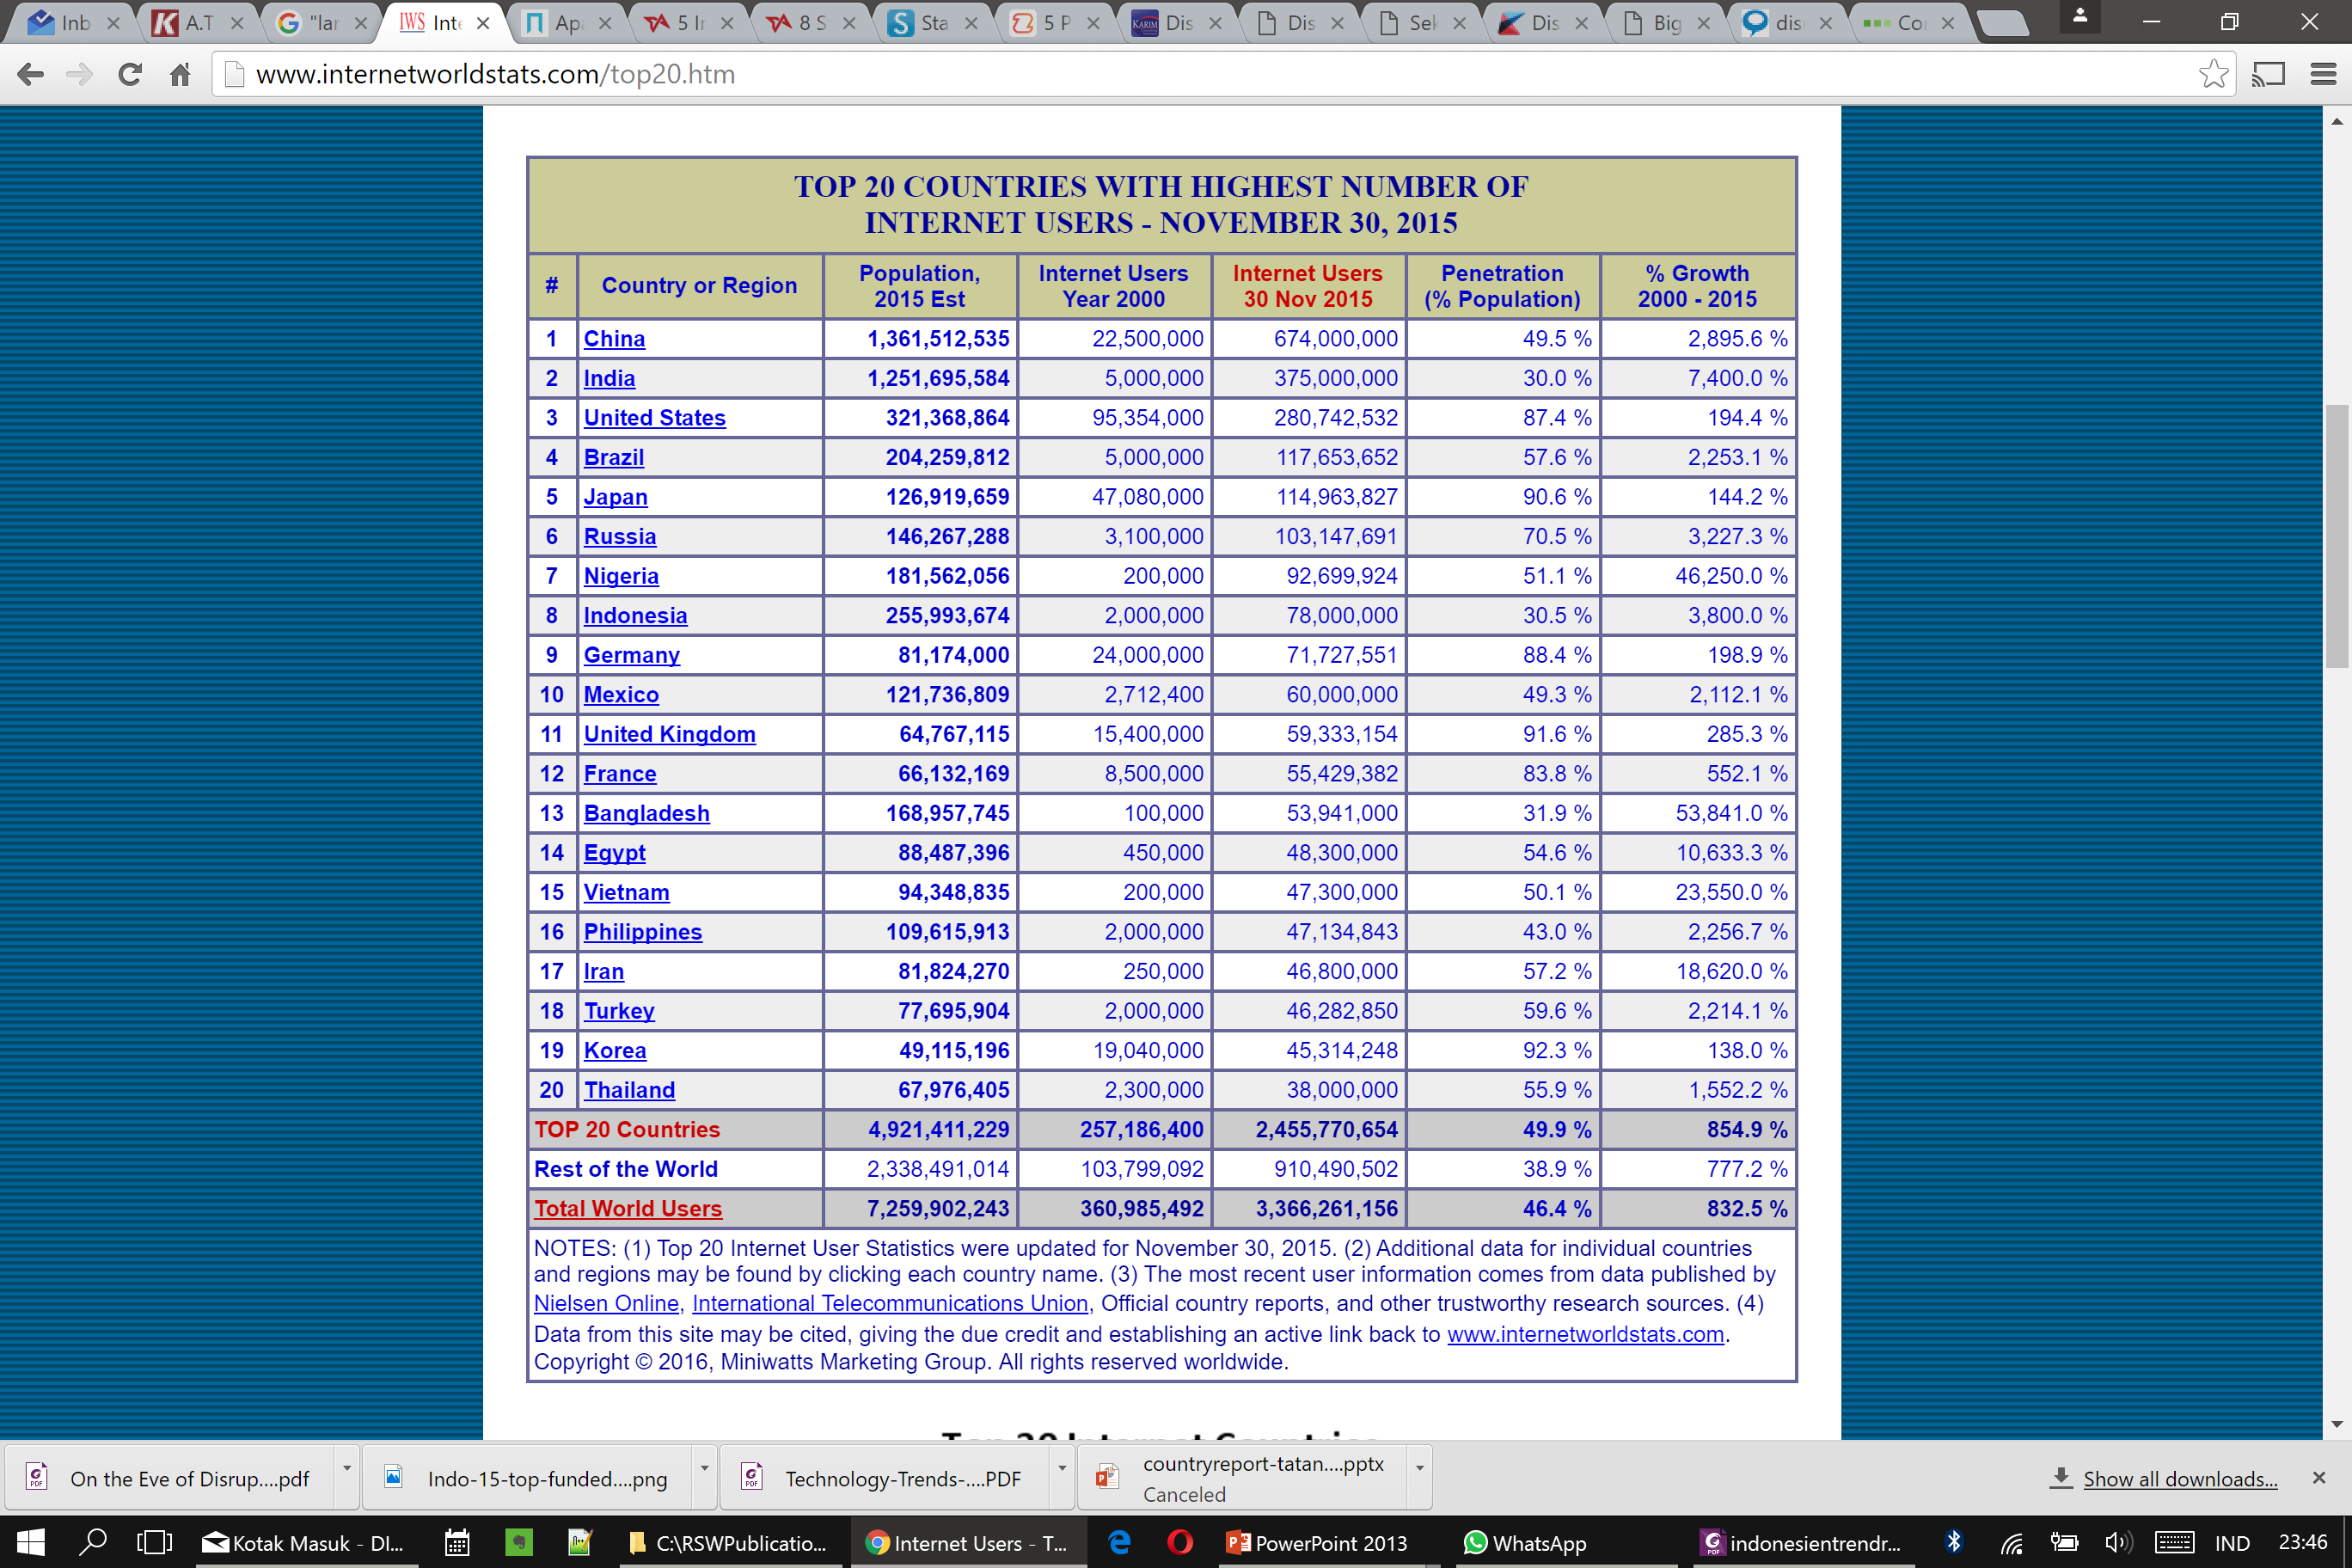 Inb
A.T
"lar
IWS Inte
Ap
5 Ir
8 S
Sta
5 P
KARIM Dis
Dis
Sek
Dis
Big
dis
Co
www.internetworldstats.com/top20.htm
TOP 20 COUNTRIES WITH HIGHEST NUMBER OF
INTERNET USERS - NOVEMBER 30, 2015
# Country or Region Population, 2015 Est Internet Users Year 2000 Internet Users 30 Nov 2015 Penetration (% Population) % Growth 2000 - 2015
1 China 1,361,512,535 22,500,000 674,000,000 49.5 % 2,895.6 %
2 India 1,251,695,584 5,000,000 375,000,000 30.0 % 7,400.0 %
3 United States 321,368,864 95,354,000 280,742,532 87.4 % 194.4 %
4 Brazil 204,259,812 5,000,000 117,653,652 57.6 % 2,253.1 %
5 Japan 126,919,659 47,080,000 114,963,827 90.6 % 144.2 %
6 Russia 146,267,288 3,100,000 103,147,691 70.5 % 3,227.3 %
7 Nigeria 181,562,056 200,000 92,699,924 51.1 % 46,250.0 %
8 Indonesia 255,993,674 2,000,000 78,000,000 30.5 % 3,800.0 %
9 Germany 81,174,000 24,000,000 71,727,551 88.4 % 198.9 %
10 Mexico 121,736,809 2,712,400 60,000,000 49.3 % 2,112.1 %
11 United Kingdom 64,767,115 15,400,000 59,333,154 91.6 % 285.3 %
12 France 66,132,169 8,500,000 55,429,382 83.8 % 552.1 %
13 Bangladesh 168,957,745 100,000 53,941,000 31.9 % 53,841.0 %
14 Egypt 88,487,396 450,000 48,300,000 54.6 % 10,633.3 %
15 Vietnam 94,348,835 200,000 47,300,000 50.1 % 23,550.0 %
16 Philippines 109,615,913 2,000,000 47,134,843 43.0 % 2,256.7 %
17 Iran 81,824,270 250,000 46,800,000 57.2 % 18,620.0 %
18 Turkey 77,695,904 2,000,000 46,282,850 59.6 % 2,214.1 %
19 Korea 49,115,196 19,040,000 45,314,248 92.3 % 138.0 %
20 Thailand 67,976,405 2,300,000 38,000,000 55.9 % 1,552.2 %
TOP 20 Countries 4,921,411,229 257,186,400 2,455,770,654 49.9 % 854.9 %
Rest of the World 2,338,491,014 103,799,092 910,490,502 38.9 % 777.2 %
Total World Users 7,259,902,243 360,985,492 3,366,261,156 46.4 % 832.5 %
NOTES: (1) Top 20 Internet User Statistics were updated for November 30, 2015. (2) Additional data for individual countries
and regions may be found by clicking each country name. (3) The most recent user information comes from data published by
Nielsen Online, International Telecommunications Union, Official country reports, and other trustworthy research sources. (4)
Data from this site may be cited, giving the due credit and establishing an active link back to www.internetworldstats.com.
Copyright © 2016, Miniwatts Marketing Group. All rights reserved worldwide.
Top 20 Internet Countries
On the Eve of Disrup....pdf
Indo-15-top-funded....png
Technology-Trends-....PDF
countryreport-tatan....pptx
Canceled
Show all downloads...
Kotak Masuk - DI...
C:\RSWPublicatio...
Internet Users - T...
PowerPoint 2013
WhatsApp
indonesientrendr...
IND
23:46